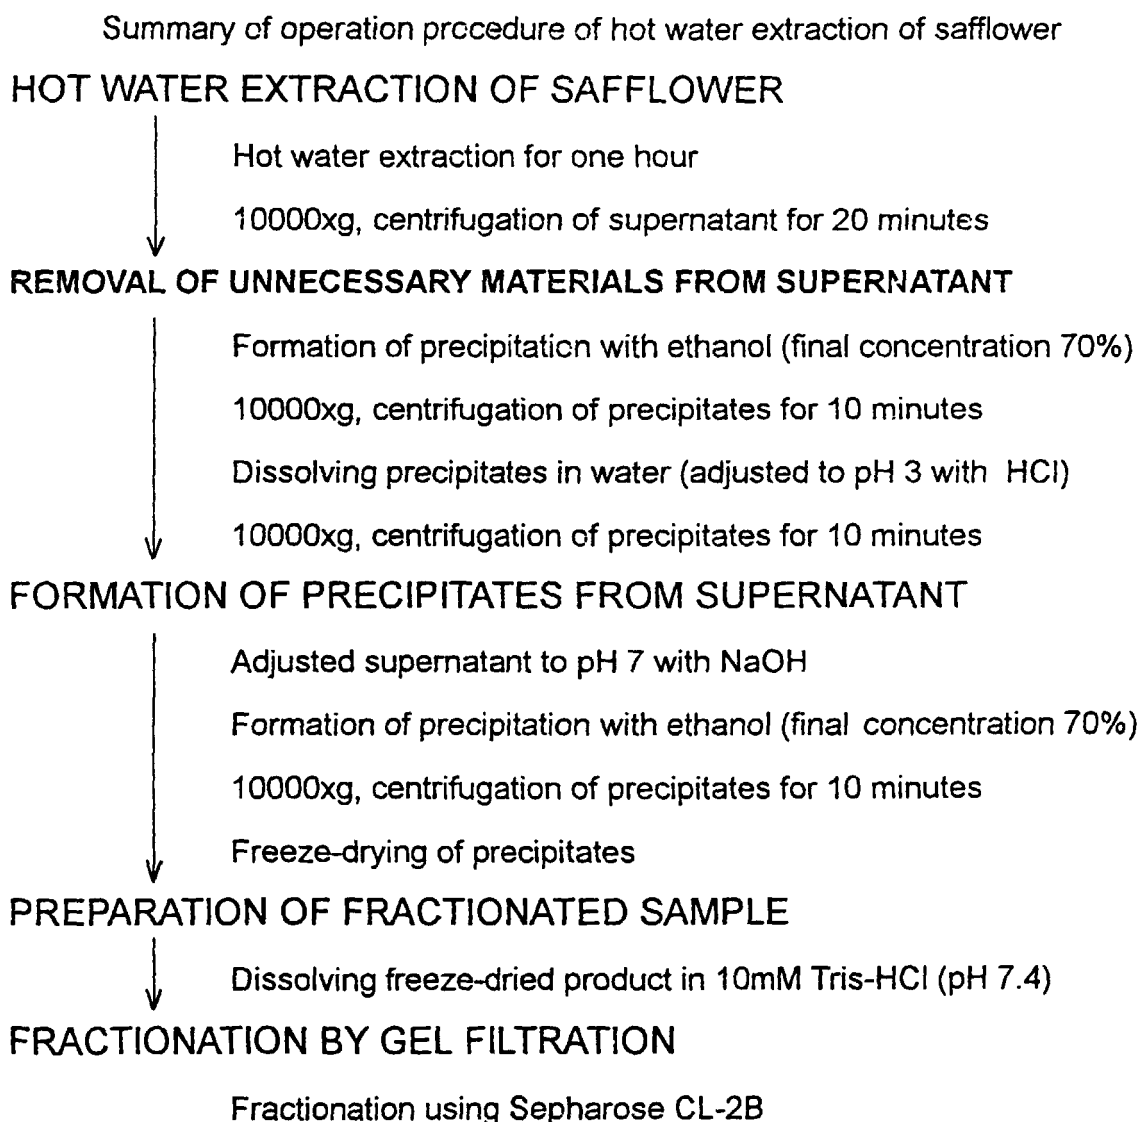 Summary of operation procedure of hot water extraction of safflower
HOT WATER EXTRACTION OF SAFFLOWER
Hot water extraction for one hour
10000xg, centrifugation of supernatant for 20 minutes
REMOVAL OF UNNECESSARY MATERIALS FROM SUPERNATANT
Formation of precipitation with ethanol (final concentration 70%)
10000xg, centrifugation of precipitates for 10 minutes
Dissolving precipitates in water (adjusted to pH 3 with HCl)
10000xg, centrifugation of precipitates for 10 minutes
FORMATION OF PRECIPITATES FROM SUPERNATANT
Adjusted supernatant to pH 7 with NaOH
Formation of precipitation with ethanol (final concentration 70%)
10000xg, centrifugation of precipitates for 10 minutes
Freeze-drying of precipitates
PREPARATION OF FRACTIONATED SAMPLE
Dissolving freeze-dried product in 10mM Tris-HCl (pH 7.4)
FRACTIONATION BY GEL FILTRATION
Fractionation using Sepharose CL-2B